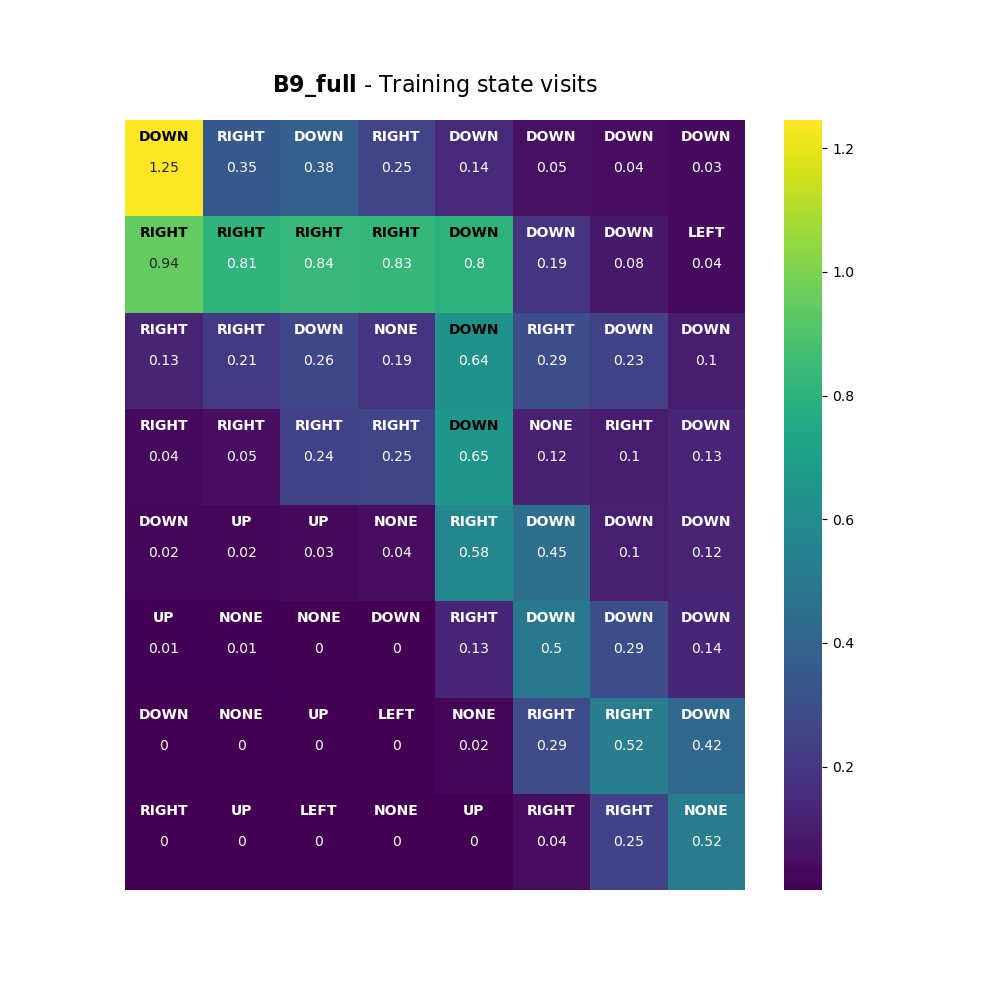 B9_full - Training state visits
DOWN RIGHT DOWN RIGHT DOWN DOWN DOWN DOWN
1.25 0.35 0.38 0.25 0.14 0.05 0.04 0.03
1.2
RIGHT RIGHT RIGHT RIGHT DOWN DOWN DOWN LEFT
0.94 0.81 0.84 0.83 0.8 0.19 0.08 0.04
1.0
RIGHT RIGHT DOWN NONE DOWN RIGHT DOWN DOWN
0.13 0.21 0.26 0.19 0.64 0.29 0.23 0.1
0.8
RIGHT RIGHT RIGHT RIGHT DOWN NONE RIGHT DOWN
0.04 0.05 0.24 0.25 0.65 0.12 0.1 0.13
0.6
DOWN UP UP NONE RIGHT DOWN DOWN DOWN
0.02 0.02 0.03 0.04 0.58 0.45 0.1 0.12
UP NONE NONE DOWN RIGHT DOWN DOWN DOWN
0.01 0.01 0 0 0.13 0.5 0.29 0.14
0.4
DOWN NONE UP LEFT NONE RIGHT RIGHT DOWN
0 0 0 0 0.02 0.29 0.52 0.42
0.2
RIGHT UP LEFT NONE UP RIGHT RIGHT NONE
0 0 0 0 0 0.04 0.25 0.52